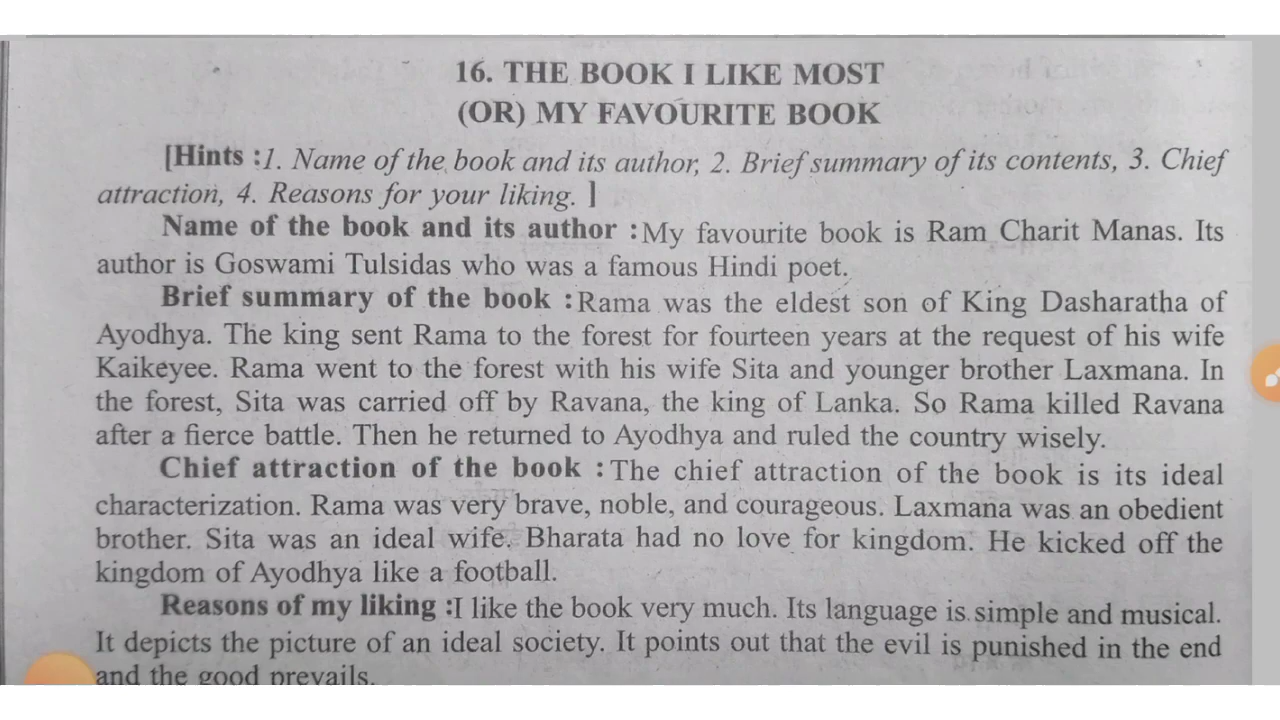 16. THE BOOK I LIKE MOST
(OR) MY FAVOURITE BOOK
[Hints :1. Name of the book and its author, 2. Brief summary of its contents, 3. Chief
attraction, 4. Reasons for your liking. ]
Name of the book and its author :My favourite book is Ram Charit Manas. Its
author is Goswami Tulsidas who was a famous Hindi poet.
Brief summary of the book :Rama was the eldest son of King Dasharatha of
Ayodhya. The king sent Rama to the forest for fourteen years at the request of his wife
Kaikeyee. Rama went to the forest with his wife Sita and younger brother Laxmana. In
the forest, Sita was carried off by Ravana, the king of Lanka. So Rama killed Ravana
after a fierce battle. Then he returned to Ayodhya and ruled the country wisely.
Chief attraction of the book :The chief attraction of the book is its ideal
characterization. Rama was very brave, noble, and courageous. Laxmana was an obedient
brother. Sita was an ideal wife. Bharata had no love for kingdom. He kicked off the
kingdom of Ayodhya like a football.
Reasons of my liking :I like the book very much. Its language is simple and musical.
It depicts the picture of an ideal society. It points out that the evil is punished in the end
and the good prevails.